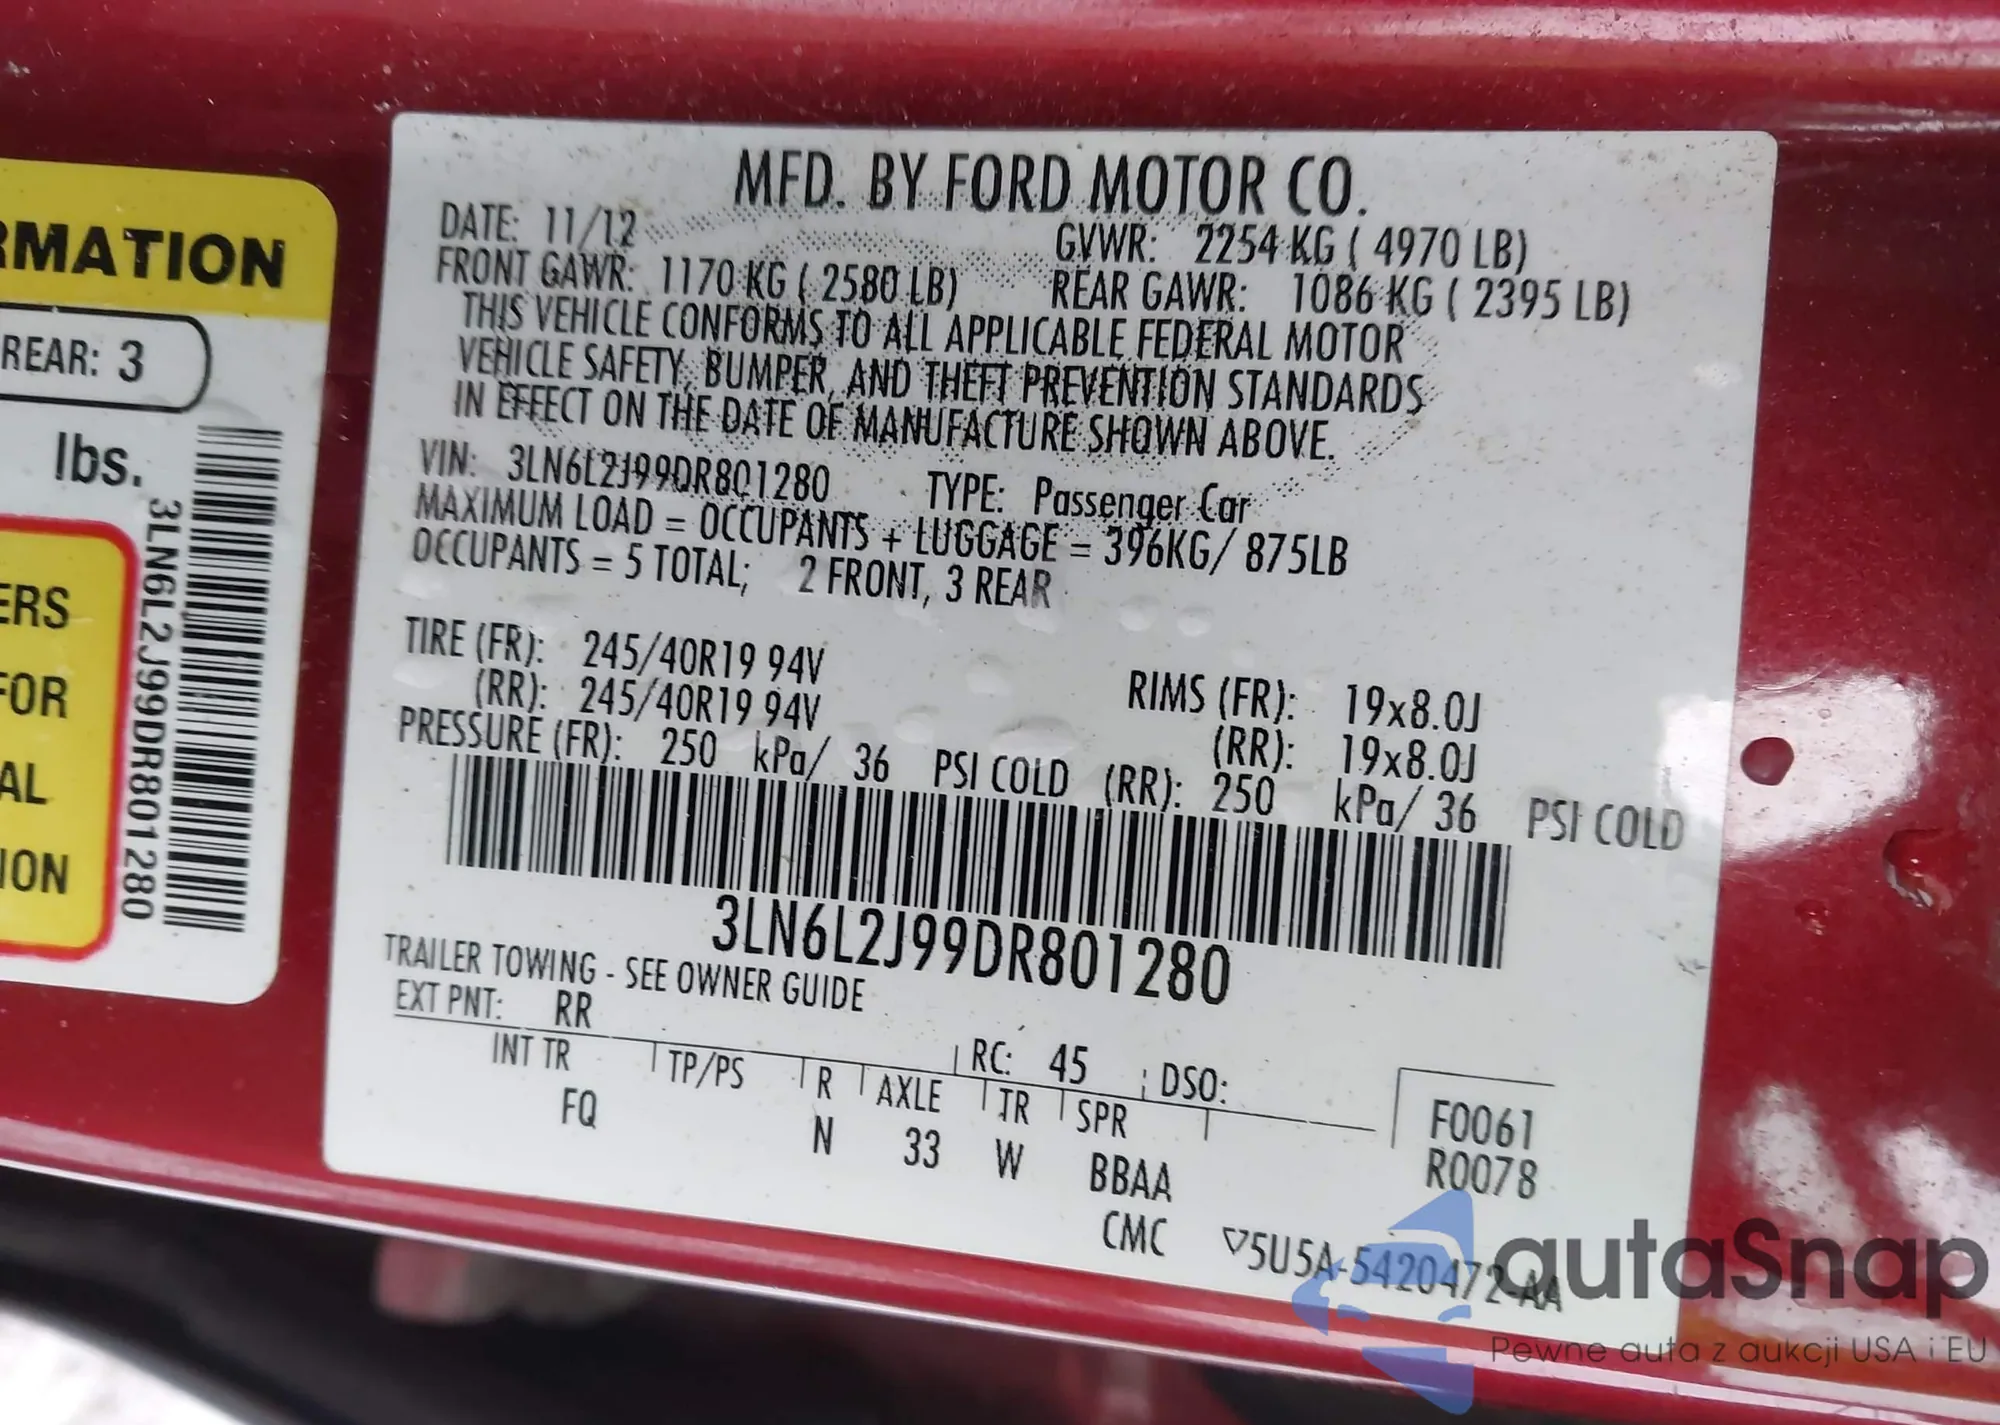 RMATION
REAR: 3
lbs.
3LN6L2J99DR801280
ERS
FOR
AL
ION
MFD. BY FORD MOTOR CO.
DATE: 11/12 GVWR: 2254 KG ( 4970 LB)
FRONT GAWR: 1170 KG ( 2580 LB) REAR GAWR: 1086 KG ( 2395 LB)
THIS VEHICLE CONFORMS TO ALL APPLICABLE FEDERAL MOTOR
VEHICLE SAFETY, BUMPER, AND THEFT PREVENTION STANDARDS
IN EFFECT ON THE DATE OF MANUFACTURE SHOWN ABOVE.
VIN: 3LN6L2J99DR801280 TYPE: Passenger Car
MAXIMUM LOAD = OCCUPANTS + LUGGAGE = 396KG/ 875LB
OCCUPANTS = 5 TOTAL; 2 FRONT, 3 REAR
TIRE (FR): 245/40R19 94V RIMS (FR): 19x8.0J
(RR): 245/40R19 94V (RR): 19x8.0J
PRESSURE (FR): 250 kPa/ 36 PSI COLD (RR): 250 kPa/ 36 PSI COLD
3LN6L2J99DR801280
TRAILER TOWING - SEE OWNER GUIDE
EXT PNT: RR RC: 45 DSO:
INT TR TP/PS R AXLE TR SPR F0061
FQ N 33 W BBAA R0078
CMC ▽5U5A-5420472-AA
autaSnap
Pewne auta z aukcji USA i EU